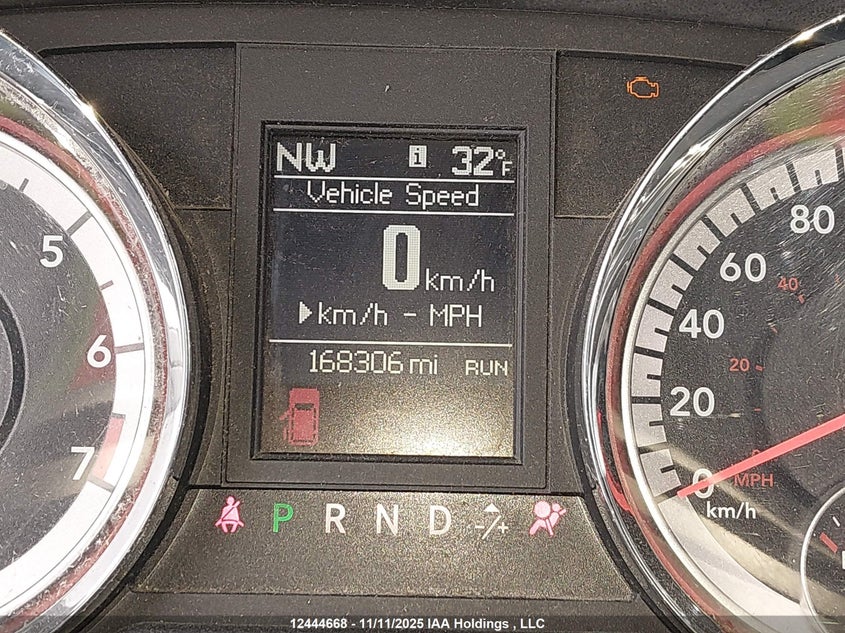 NW i 32°F
Vehicle Speed
0 km/h
▶km/h - MPH
168306 mi RUN
5
6
7
P R N D -/+
80
60
40
20
0
km/h
40
20
0
MPH
12444668 - 11/11/2025 IAA Holdings , LLC